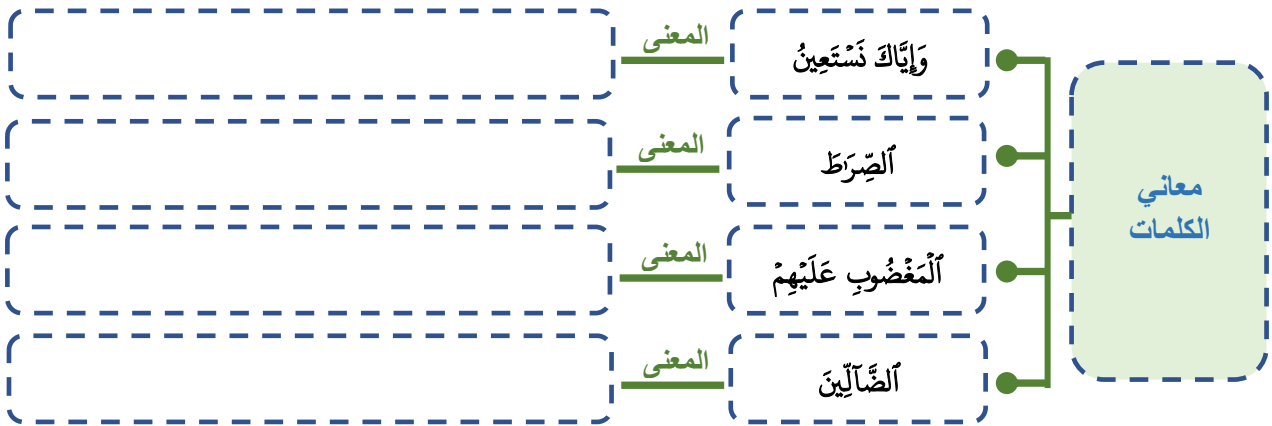 معاني
الكلمات
وَإِيَّاكَ نَسۡتَعِينُ
المعنى
ٱلصِّرَٰطَ
المعنى
ٱلۡمَغۡضُوبِ عَلَيۡهِمۡ
المعنى
ٱلضَّآلِّينَ
المعنى